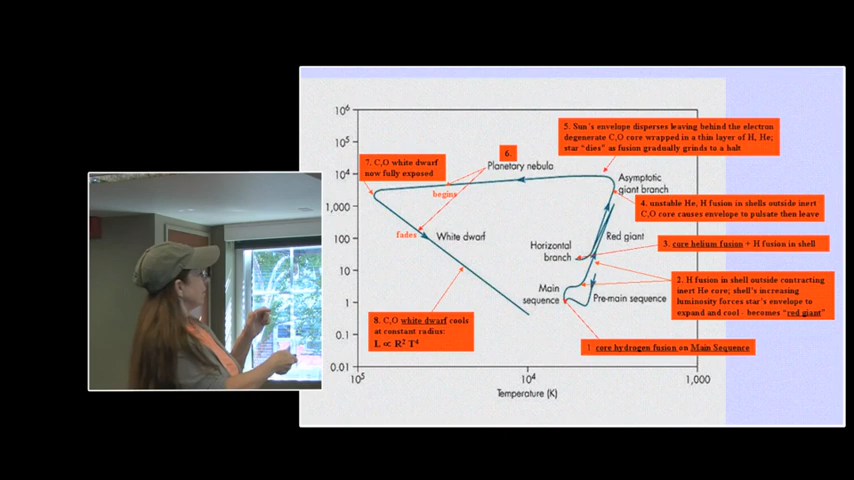 10⁶
10⁵
10⁴
1,000
100
10
1
0.1
0.01
10⁵
10⁴
1,000
Temperature (K)
5. Sun's envelope disperses leaving behind the electron
degenerate C,O core wrapped in a thin layer of H, He;
star "dies" as fusion gradually grinds to a halt
6.
Planetary nebula
7. C,O white dwarf
now fully exposed
begins
Asymptotic
giant branch
4. unstable He, H fusion in shells outside inert
C,O core causes envelope to pulsate then leave
fades
White dwarf
Red giant
3. core helium fusion + H fusion in shell
Horizontal
branch
2. H fusion in shell outside contracting
inert He core; shell's increasing
luminosity forces star's envelope to
expand and cool - becomes "red giant"
Main
sequence
Pre-main sequence
8. C,O white dwarf cools
at constant radius:
L ∝ R² T⁴
1 core hydrogen fusion on Main Sequence